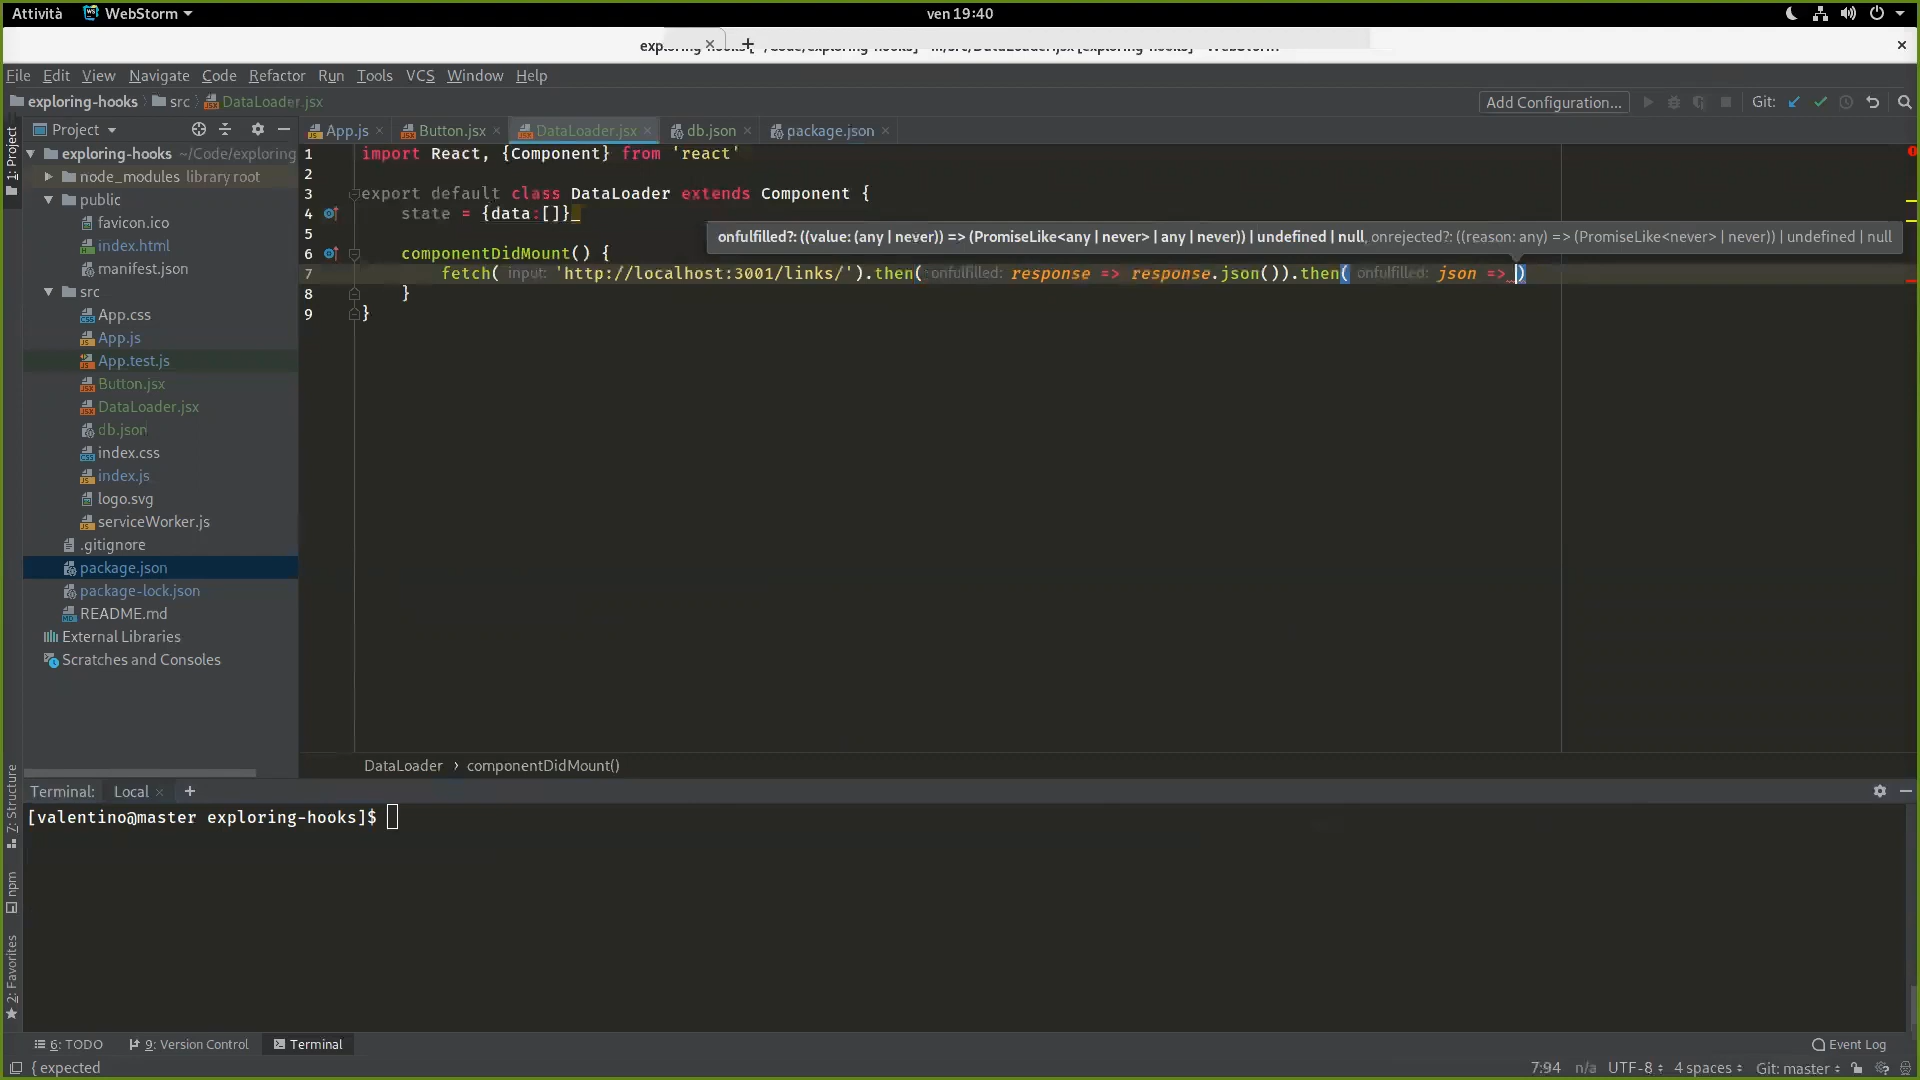 Attività WebStorm ven 19:40
File Edit View Navigate Code Refactor Run Tools VCS Window Help
exploring-hooks src DataLoader.jsx Add Configuration... Git:
1: Project
Project App.js Button.jsx DataLoader.jsx db.json package.json
exploring-hooks ~/Code/exploring
node_modules library root
public
favicon.ico
index.html
manifest.json
src
App.css
App.js
App.test.js
Button.jsx
DataLoader.jsx
db.json
index.css
index.js
logo.svg
serviceWorker.js
.gitignore
package.json
package-lock.json
README.md
External Libraries
Scratches and Consoles
1 import React, {Component} from 'react'
2
3 export default class DataLoader extends Component {
4 state = {data:[]}
5
onfulfilled?: ((value: (any | never)) => (PromiseLike<any | never> | any | never)) | undefined | null, onrejected?: ((reason: any) => (PromiseLike<never> | never)) | undefined | null
6 componentDidMount() {
7 fetch( input: 'http://localhost:3001/links/').then( onfulfilled: response => response.json()).then( onfulfilled: json => )
8 }
9 }
DataLoader › componentDidMount()
Terminal: Local +
[valentino@master exploring-hooks]$
7: Structure
npm
2: Favorites
6: TODO 9: Version Control Terminal Event Log
{ expected 7:94 n/a UTF-8 4 spaces Git: master